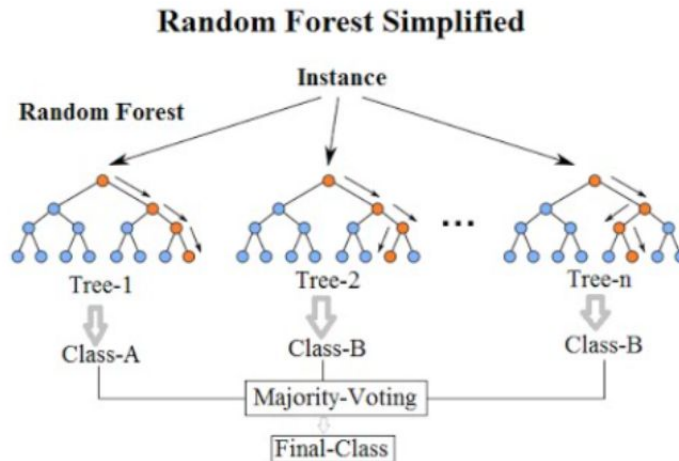 Random Forest Simplified
Instance
Random Forest
...
Tree-1
Tree-2
Tree-n
Class-A
Class-B
Class-B
Majority-Voting
Final-Class